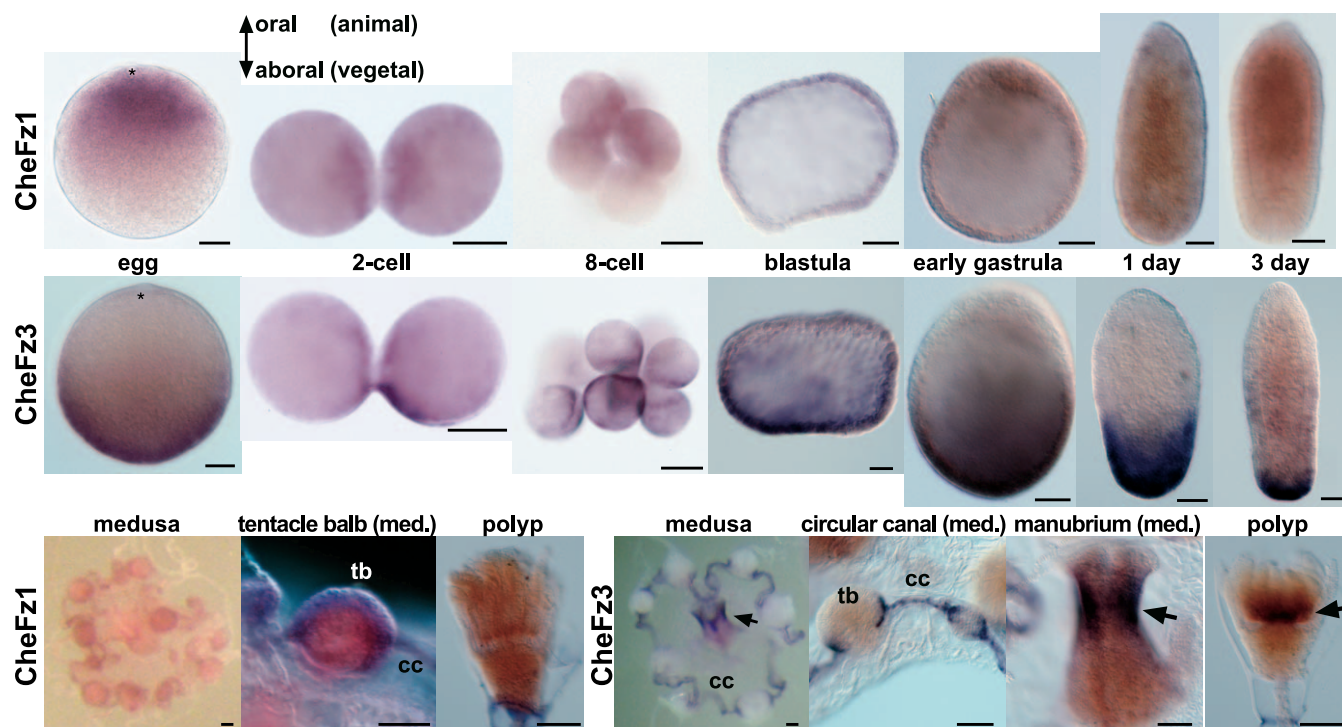 oral (animal)
aboral (vegetal)
*
CheFz1
egg 2-cell 8-cell blastula early gastrula 1 day 3 day
*
CheFz3
medusa tentacle balb (med.) polyp medusa circular canal (med.) manubrium (med.) polyp
CheFz1
tb
cc
CheFz3
cc
tb
cc